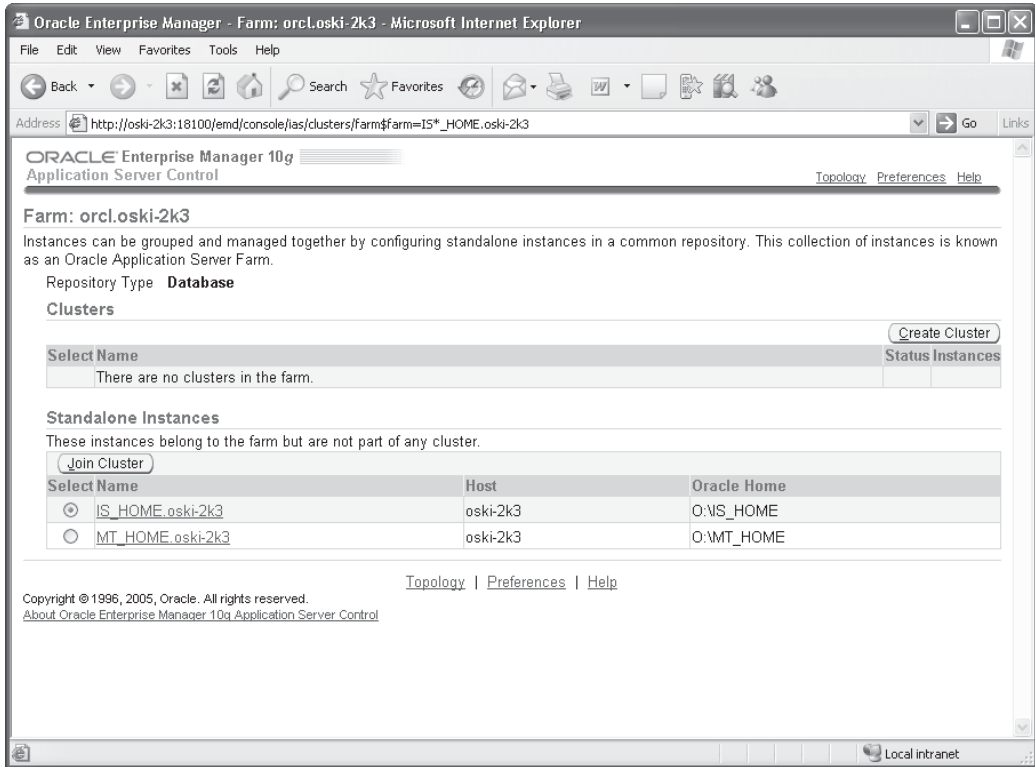 Oracle Enterprise Manager - Farm: orcl.oski-2k3 - Microsoft Internet Explorer
File Edit View Favorites Tools Help
Back Search Favorites W
Address http://oski-2k3:18100/emd/console/ias/clusters/farm$farm=IS*_HOME.oski-2k3 Go Links
ORACLE Enterprise Manager 10g
Application Server Control
Topology Preferences Help
Farm: orcl.oski-2k3
Instances can be grouped and managed together by configuring standalone instances in a common repository. This collection of instances is known
as an Oracle Application Server Farm.
Repository Type Database
Clusters
Create Cluster
Select Name Status Instances
There are no clusters in the farm.
Standalone Instances
These instances belong to the farm but are not part of any cluster.
Join Cluster
Select Name Host Oracle Home
IS_HOME.oski-2k3 oski-2k3 O:\IS_HOME
MT_HOME.oski-2k3 oski-2k3 O:\MT_HOME
Topology | Preferences | Help
Copyright © 1996, 2005, Oracle. All rights reserved.
About Oracle Enterprise Manager 10g Application Server Control
Local intranet